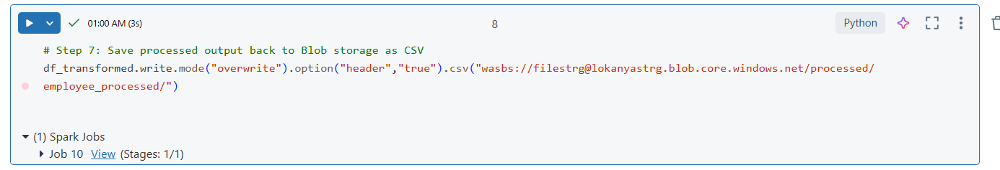 01:00 AM (3s)
8
Python
# Step 7: Save processed output back to Blob storage as CSV
df_transformed.write.mode("overwrite").option("header","true").csv("wasbs://filestrg@lokanyastrg.blob.core.windows.net/processed/
employee_processed/")
(1) Spark Jobs
Job 10 View (Stages: 1/1)